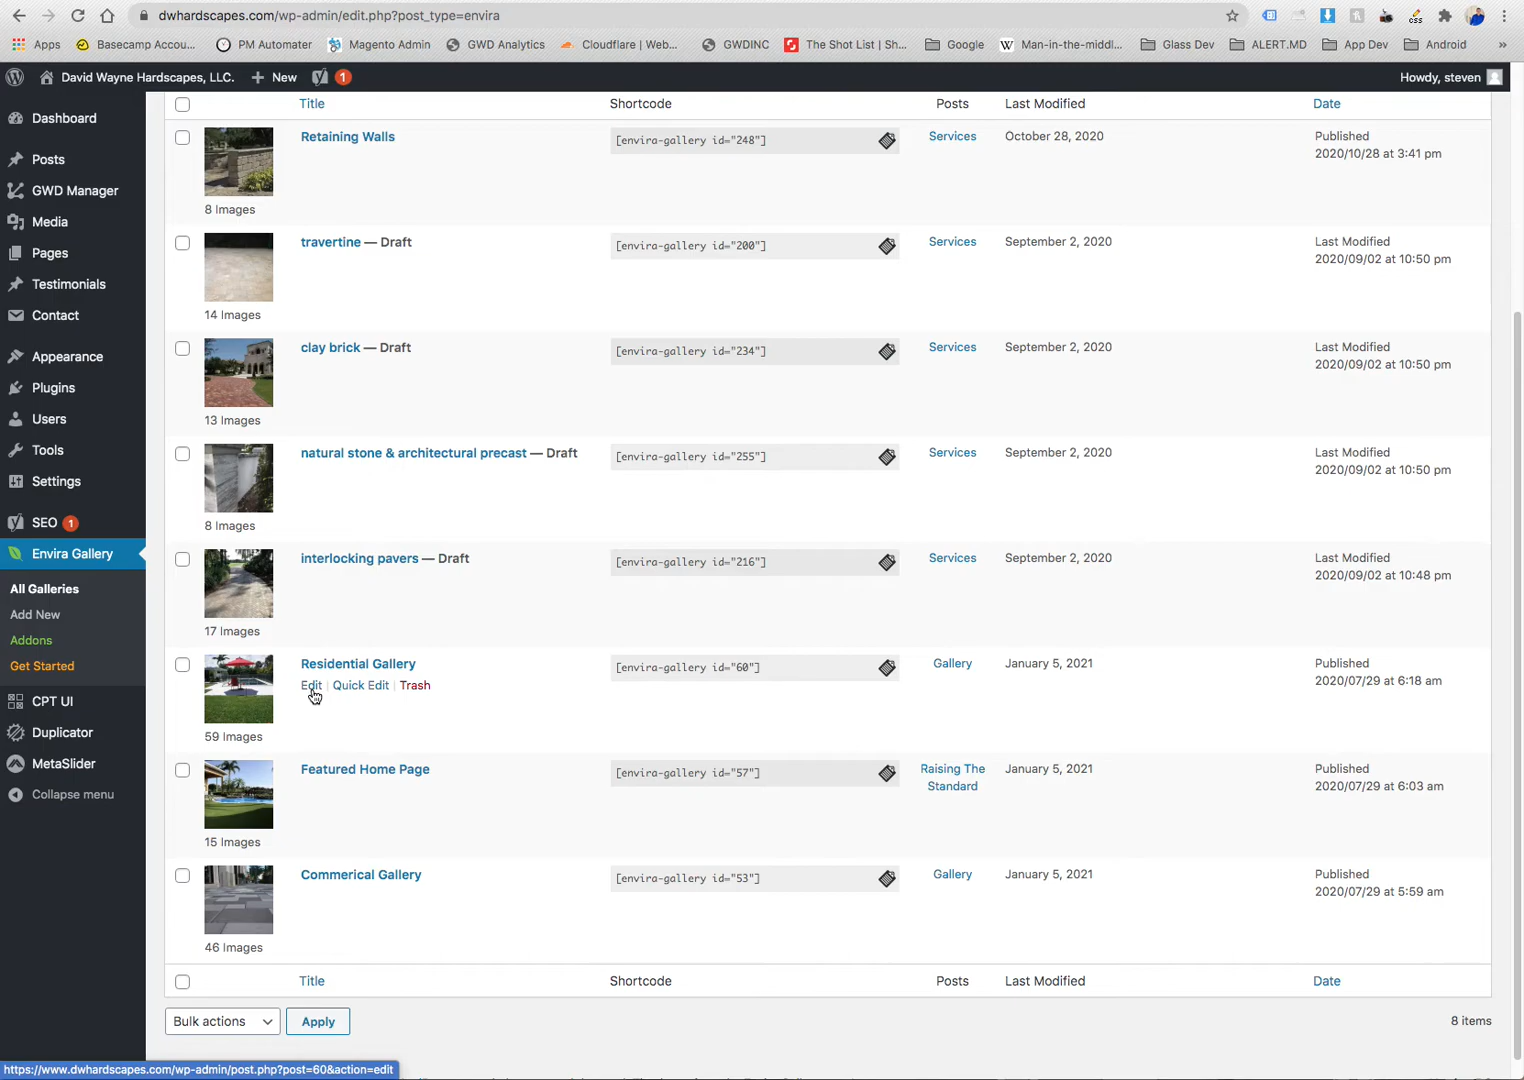 dwhardscapes.com/wp-admin/edit.php?post_type=envira
Apps Basecamp Accou... PM Automater Magento Admin GWD Analytics Cloudflare | Web... GWDINC The Shot List | Sh... Google Man-in-the-middl... Glass Dev ALERT.MD App Dev Android »
David Wayne Hardscapes, LLC. + New 1 Howdy, steven
Title Shortcode Posts Last Modified Date
Dashboard
Posts
GWD Manager
Media
Pages
Testimonials
Contact
Appearance
Plugins
Users
Tools
Settings
SEO 1
Envira Gallery
All Galleries
Add New
Addons
Get Started
CPT UI
Duplicator
MetaSlider
Collapse menu
Retaining Walls [envira-gallery id="248"] Services October 28, 2020 Published
2020/10/28 at 3:41 pm
8 Images
travertine — Draft [envira-gallery id="200"] Services September 2, 2020 Last Modified
2020/09/02 at 10:50 pm
14 Images
clay brick — Draft [envira-gallery id="234"] Services September 2, 2020 Last Modified
2020/09/02 at 10:50 pm
13 Images
natural stone & architectural precast — Draft [envira-gallery id="255"] Services September 2, 2020 Last Modified
2020/09/02 at 10:50 pm
8 Images
interlocking pavers — Draft [envira-gallery id="216"] Services September 2, 2020 Last Modified
2020/09/02 at 10:48 pm
17 Images
Residential Gallery [envira-gallery id="60"] Gallery January 5, 2021 Published
Edit | Quick Edit | Trash 2020/07/29 at 6:18 am
59 Images
Featured Home Page [envira-gallery id="57"] Raising The January 5, 2021 Published
Standard 2020/07/29 at 6:03 am
15 Images
Commerical Gallery [envira-gallery id="53"] Gallery January 5, 2021 Published
2020/07/29 at 5:59 am
46 Images
Title Shortcode Posts Last Modified Date
Bulk actions Apply 8 items
https://www.dwhardscapes.com/wp-admin/post.php?post=60&action=edit